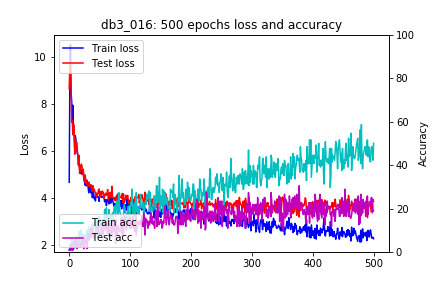 db3_016: 500 epochs loss and accuracy
Train loss
Test loss
Train acc
Test acc
Loss
10
8
6
4
2
Accuracy
100
80
60
40
20
0
0
100
200
300
400
500